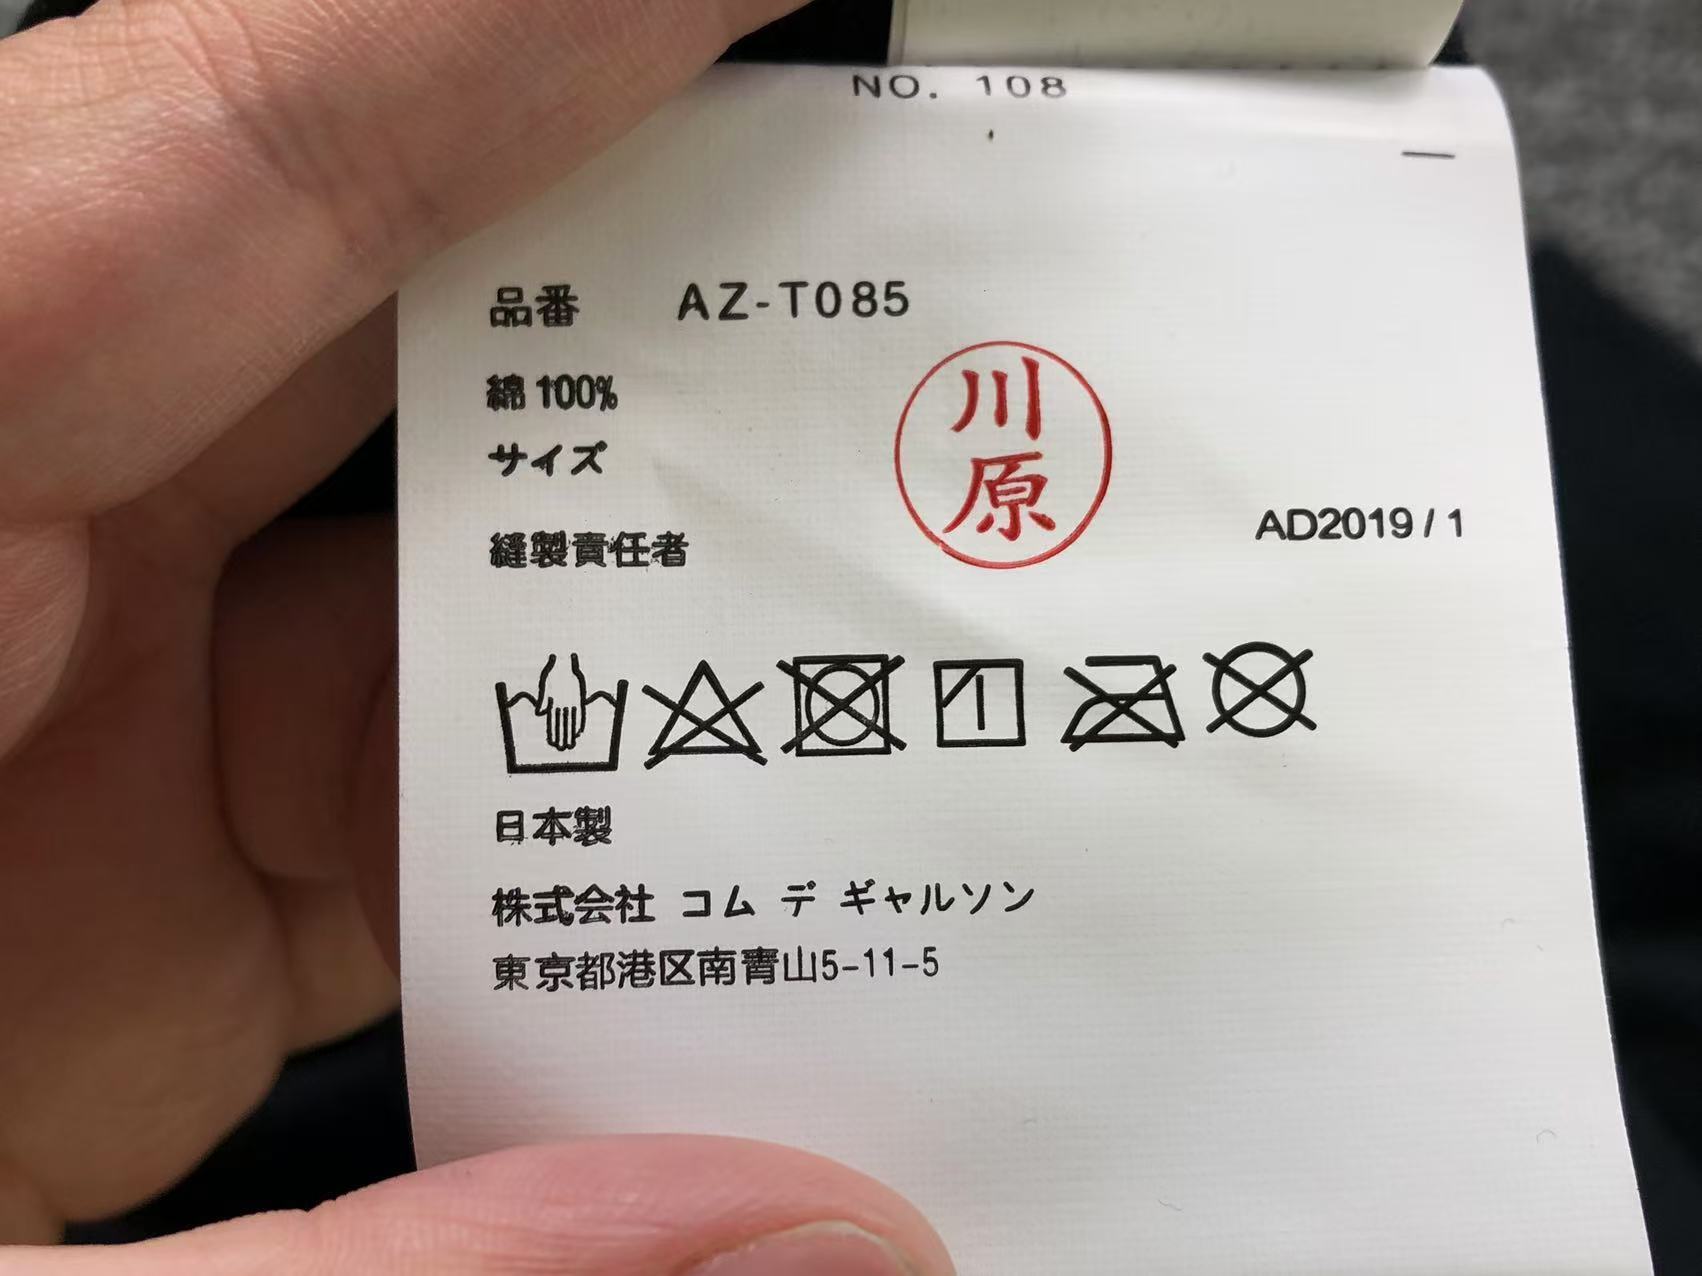 NO. 108
品番 AZ-T085
綿 100%
サイズ
川原
AD2019/1
縫製責任者
日本製
株式会社 コム デ ギャルソン
東京都港区南青山5-11-5